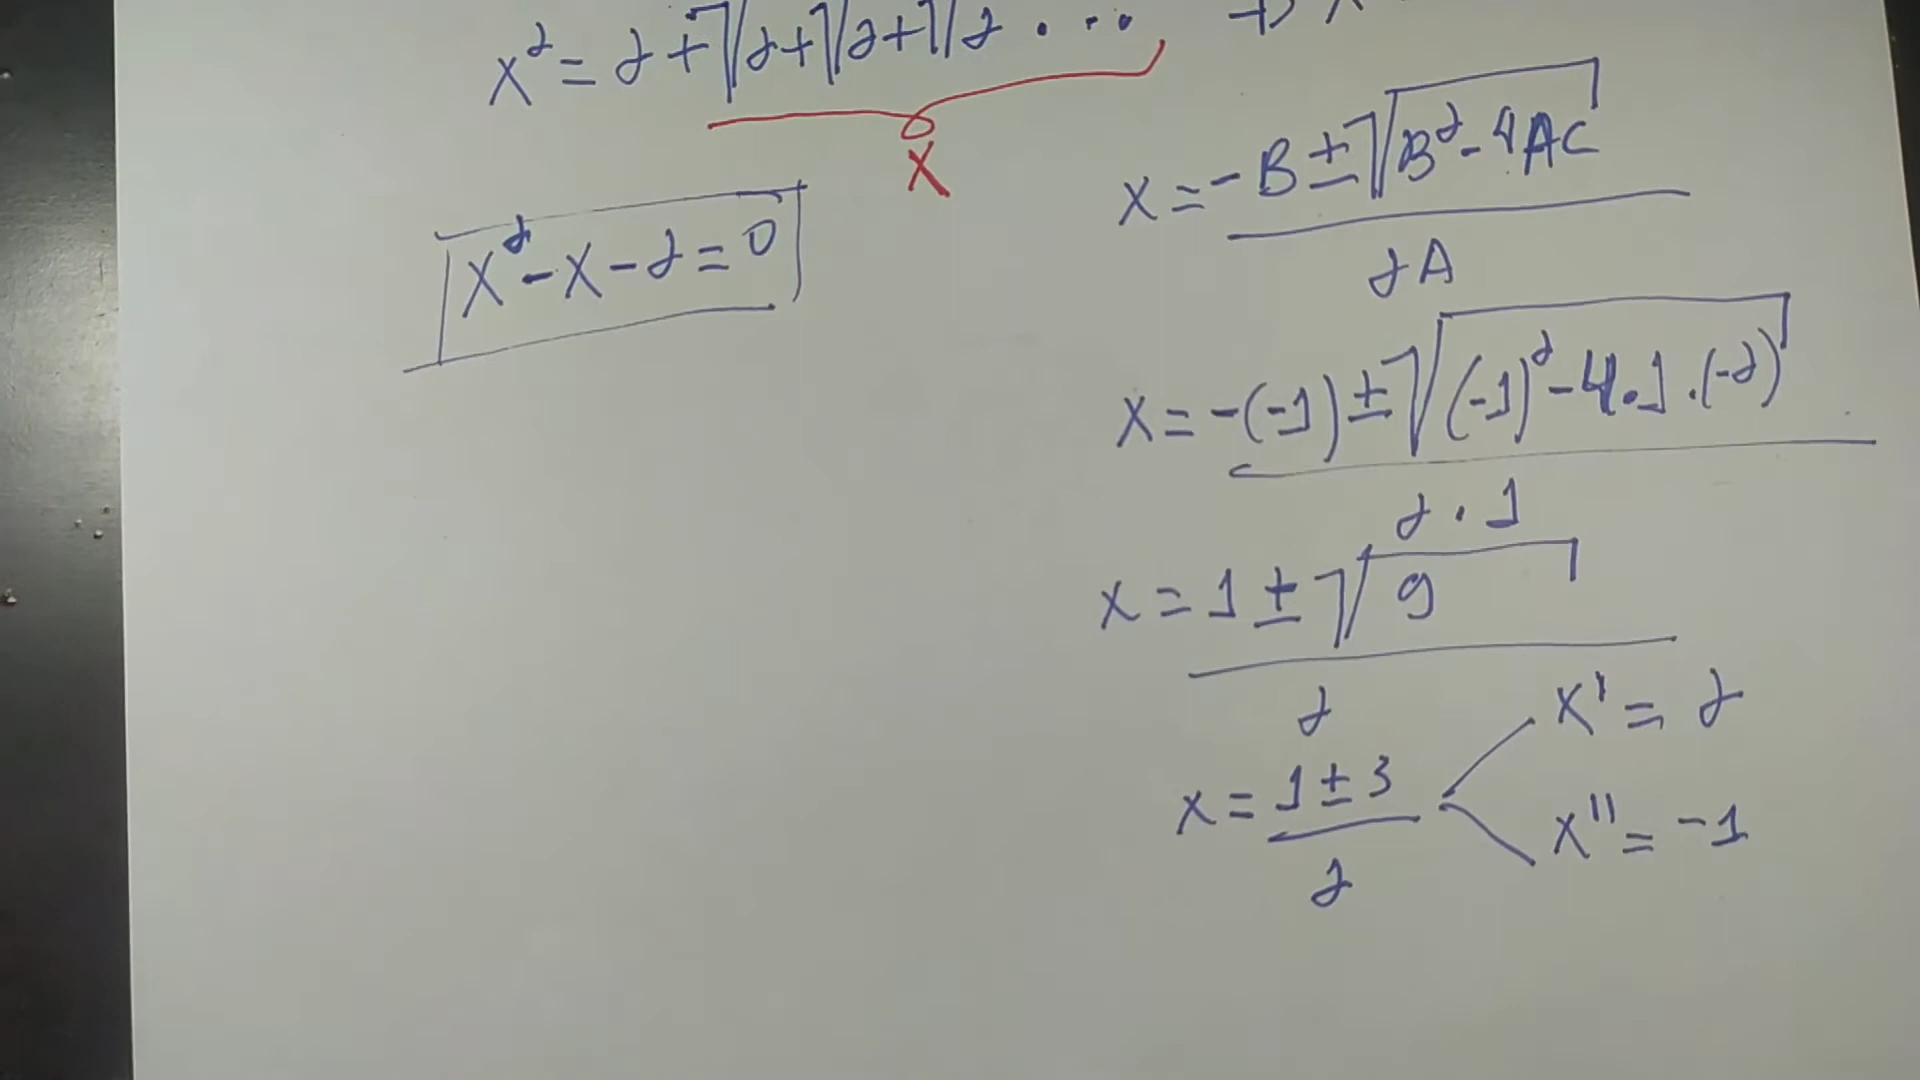 x² = 2 + √2 + √2 + √2 . . . ⇒ x
x
x² - x - 2 = 0
x = -B ± √B² - 4AC
2A
x = -(-1) ± √(-1)² - 4.1.(-2)
2 . 1
x = 1 ± √9
2
x = 1 ± 3
2
x' = 2
x'' = -1